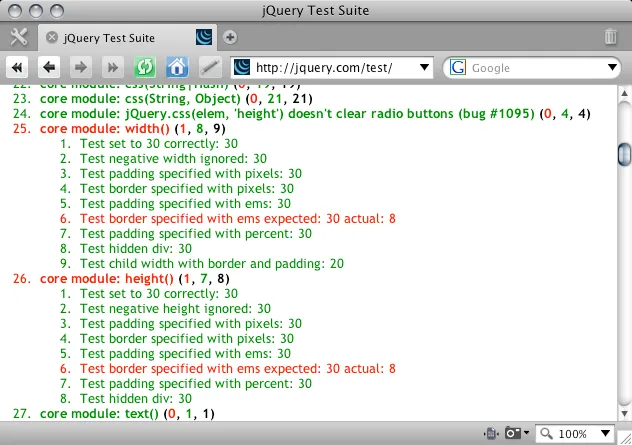 jQuery Test Suite
jQuery Test Suite
http://jquery.com/test/
Google
22. core module: css(String|Hash) (0, 19, 19)
23. core module: css(String, Object) (0, 21, 21)
24. core module: jQuery.css(elem, 'height') doesn't clear radio buttons (bug #1095) (0, 4, 4)
25. core module: width() (1, 8, 9)
1. Test set to 30 correctly: 30
2. Test negative width ignored: 30
3. Test padding specified with pixels: 30
4. Test border specified with pixels: 30
5. Test padding specified with ems: 30
6. Test border specified with ems expected: 30 actual: 8
7. Test padding specified with percent: 30
8. Test hidden div: 30
9. Test child width with border and padding: 20
26. core module: height() (1, 7, 8)
1. Test set to 30 correctly: 30
2. Test negative height ignored: 30
3. Test padding specified with pixels: 30
4. Test border specified with pixels: 30
5. Test padding specified with ems: 30
6. Test border specified with ems expected: 30 actual: 8
7. Test padding specified with percent: 30
8. Test hidden div: 30
27. core module: text() (0, 1, 1)
100%